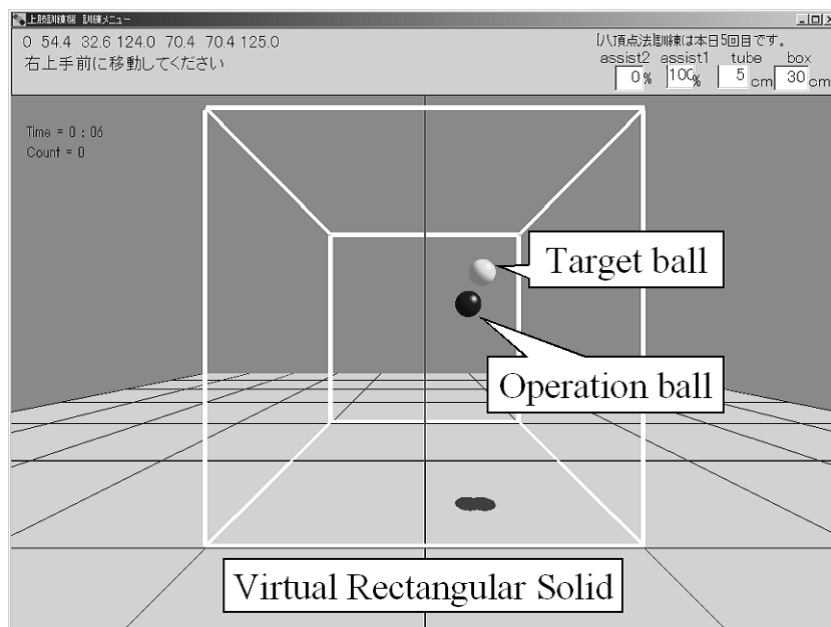 上肢訓練機 訓練メニュー
0 54.4 32.6 124.0 70.4 70.4 125.0
右上手前に移動してください
[八頂点法]訓練は本日5回目です。
assist2 assist1 tube box
0 % 100 % 5 cm 30 cm
Time = 0 : 06
Count = 0
Target ball
Operation ball
Virtual Rectangular Solid